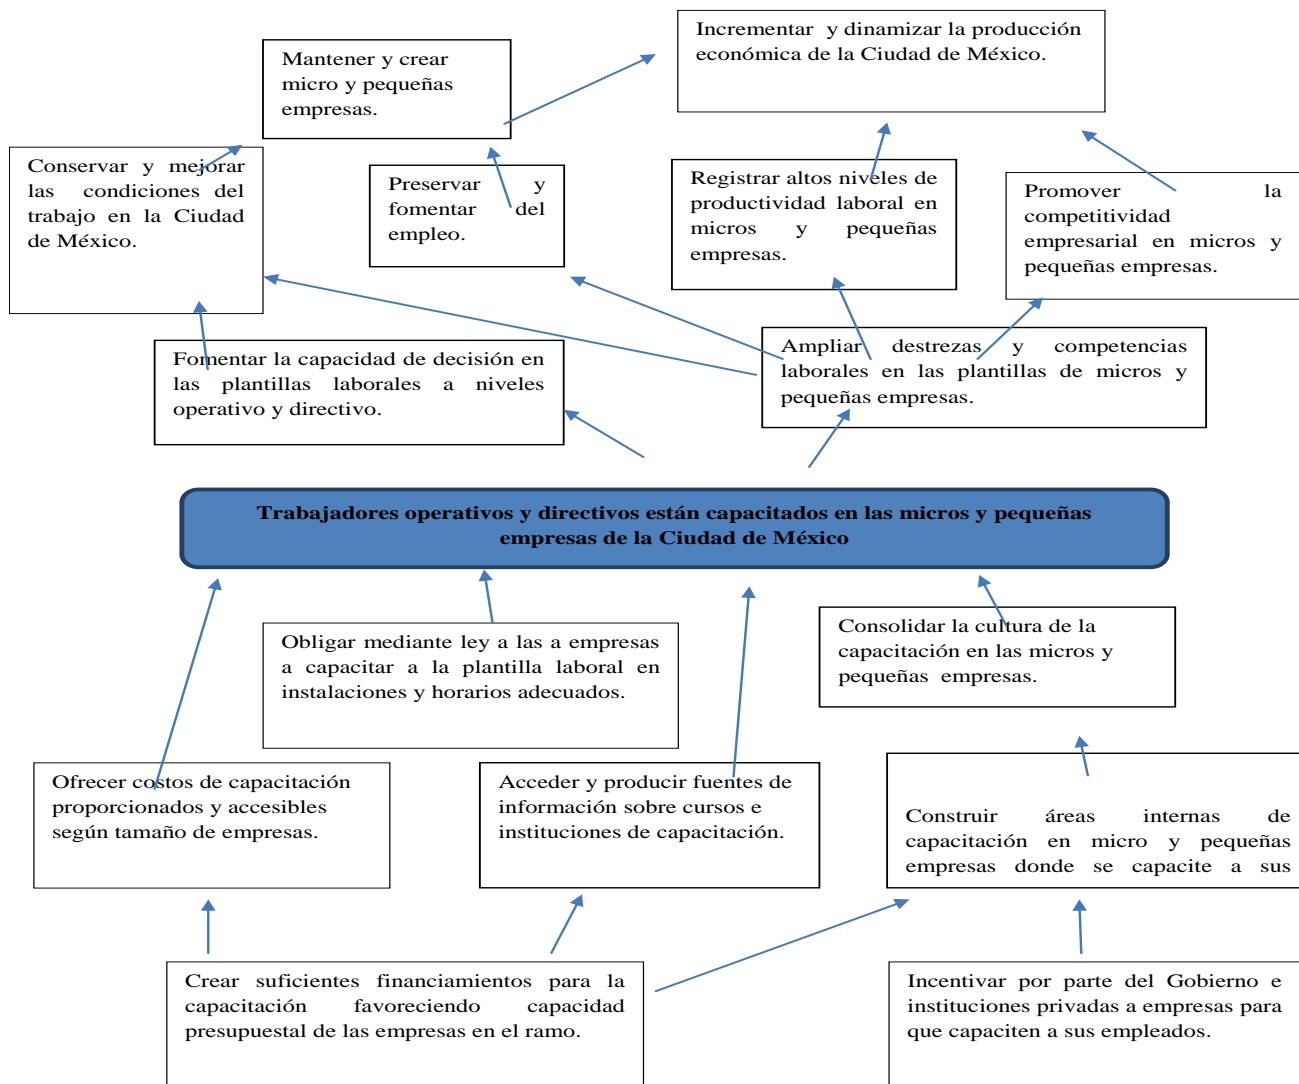 Incrementar y dinamizar la producción
económica de la Ciudad de México.
Mantener y crear
micro y pequeñas
empresas.
Conservar y mejorar
las condiciones del
trabajo en la Ciudad
de México.
Preservar y
fomentar del
empleo.
Registrar altos niveles de
productividad laboral en
micros y pequeñas
empresas.
Promover la
competitividad
empresarial en micros y
pequeñas empresas.
Fomentar la capacidad de decisión en
las plantillas laborales a niveles
operativo y directivo.
Ampliar destrezas y competencias
laborales en las plantillas de micros y
pequeñas empresas.
Trabajadores operativos y directivos están capacitados en las micros y pequeñas
empresas de la Ciudad de México
Obligar mediante ley a las a empresas
a capacitar a la plantilla laboral en
instalaciones y horarios adecuados.
Consolidar la cultura de la
capacitación en las micros y
pequeñas empresas.
Ofrecer costos de capacitación
proporcionados y accesibles
según tamaño de empresas.
Acceder y producir fuentes de
información sobre cursos e
instituciones de capacitación.
Construir áreas internas de
capacitación en micro y pequeñas
empresas donde se capacite a sus
Crear suficientes financiamientos para la
capacitación favoreciendo capacidad
presupuestal de las empresas en el ramo.
Incentivar por parte del Gobierno e
instituciones privadas a empresas para
que capaciten a sus empleados.